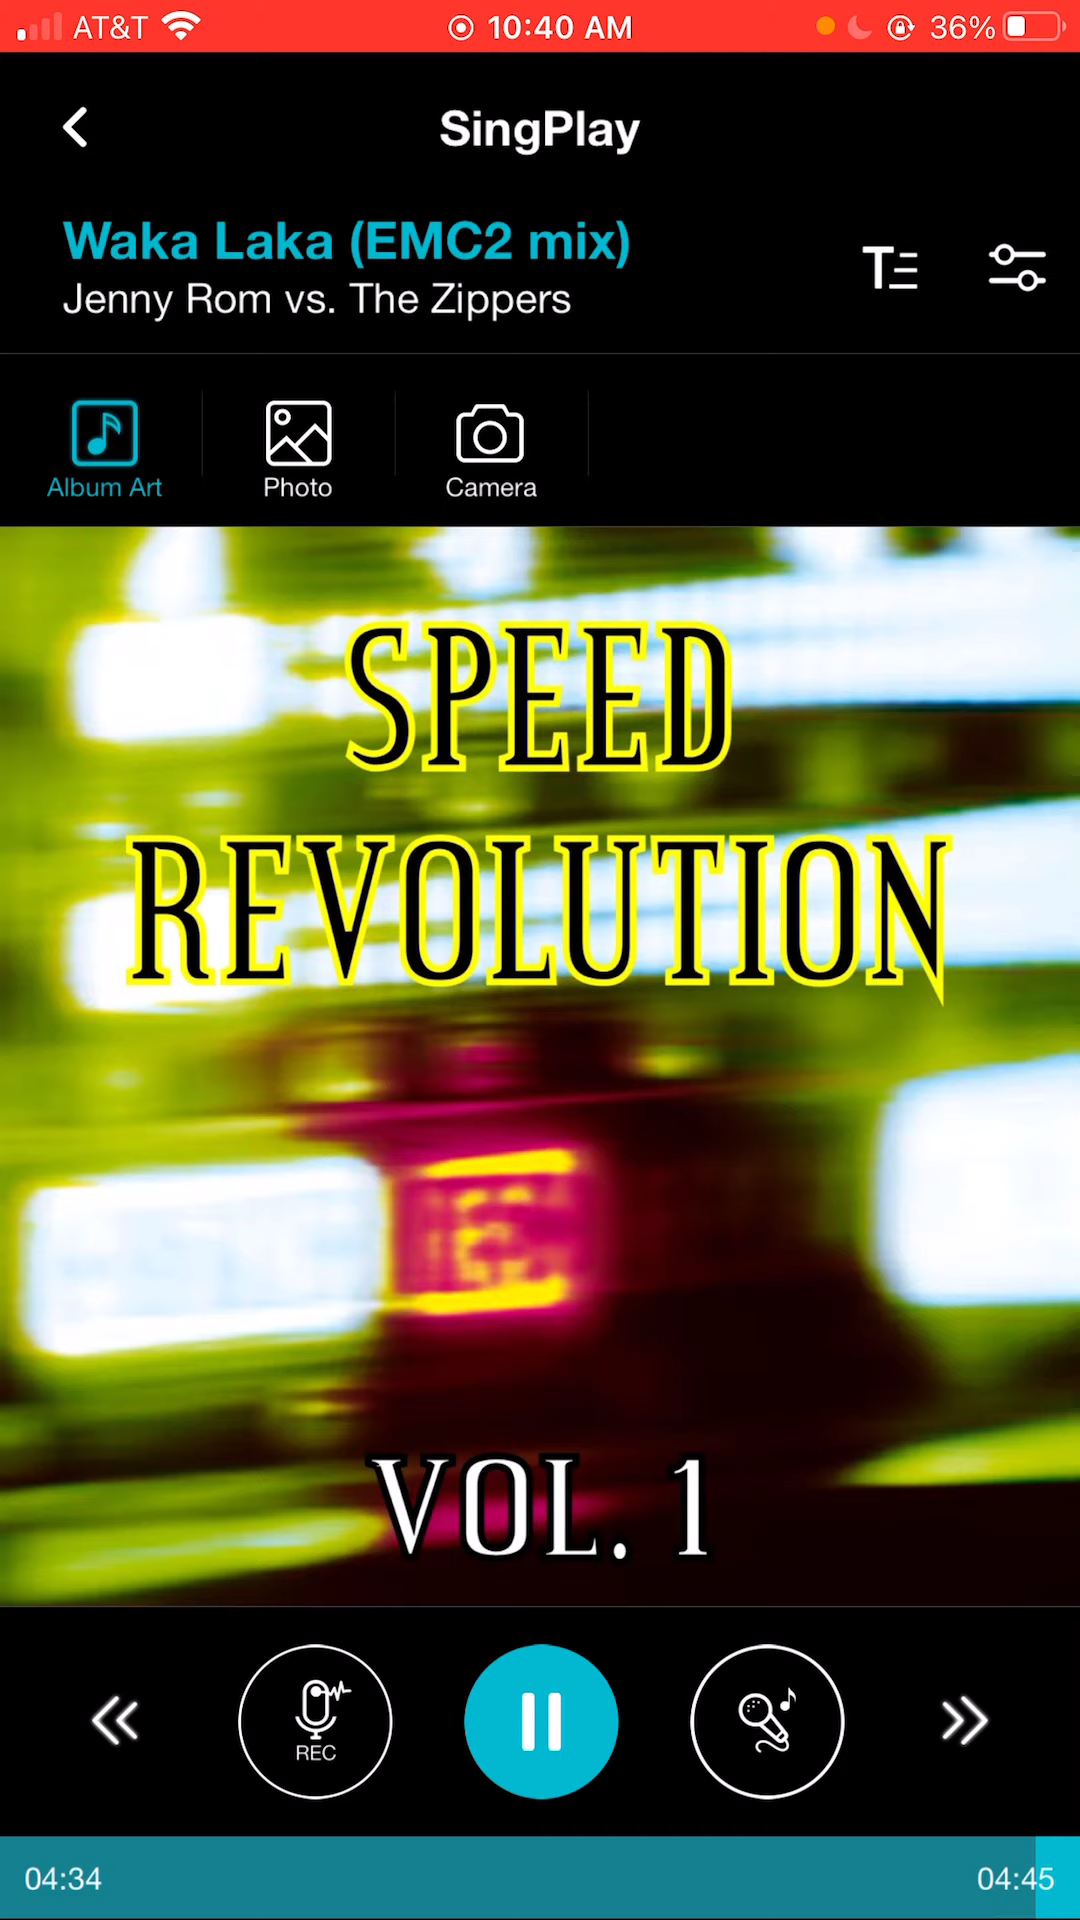 AT&T 10:40 AM 36%
SingPlay
Waka Laka (EMC2 mix)
Jenny Rom vs. The Zippers
Album Art Photo Camera
SPEED
REVOLUTION
VOL. 1
REC
04:34 04:45